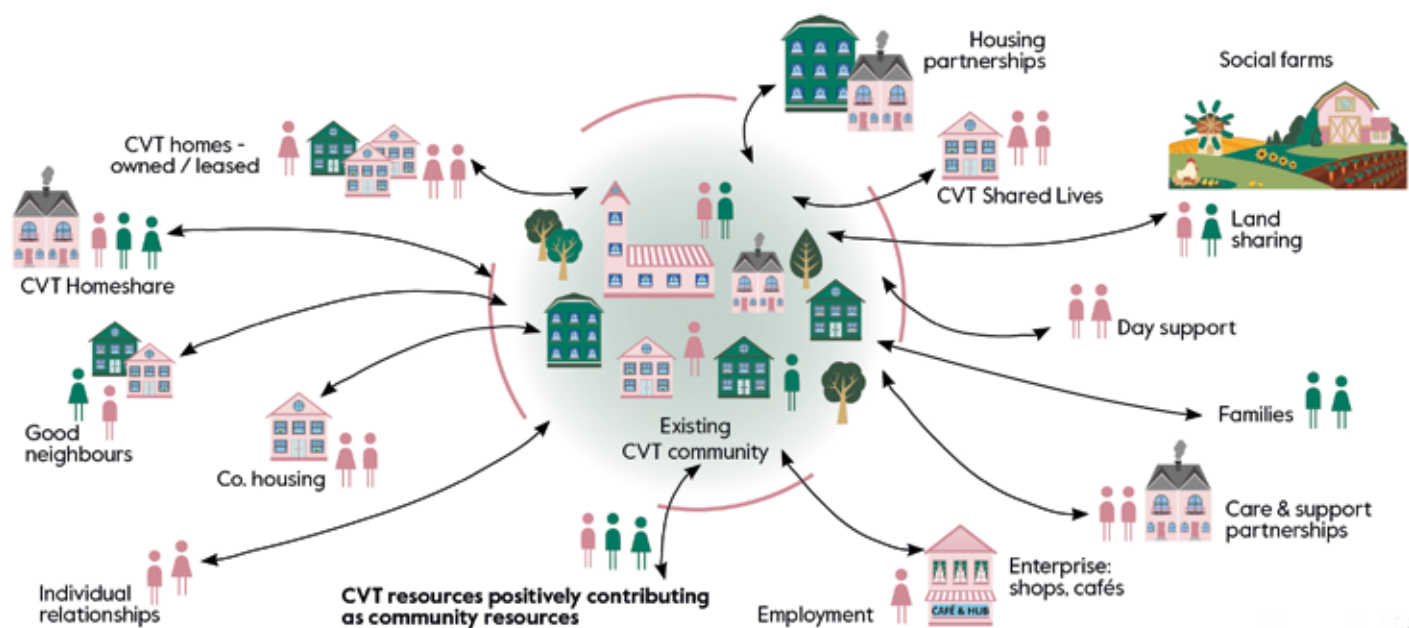 Housing
partnerships
Social farms
CVT homes -
owned / leased
CVT Shared Lives
Land
sharing
CVT Homeshare
Day support
Good
neighbours
Co. housing
Existing
CVT community
Families
Care & support
partnerships
Individual
relationships
CVT resources positively contributing
as community resources
Employment
Enterprise:
shops, cafés
CAFÉ & HUB